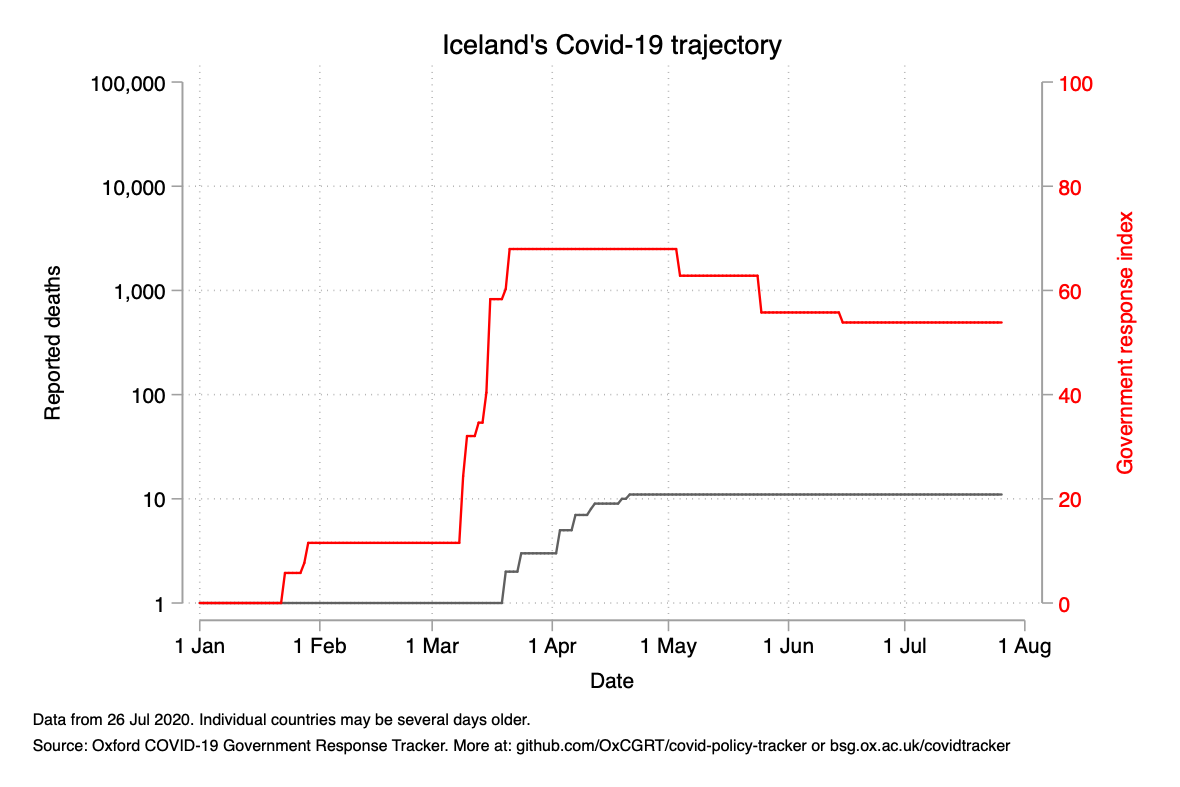 Iceland's Covid-19 trajectory
100,000
10,000
1,000
100
10
1
Reported deaths
100
80
60
40
20
0
Government response index
1 Jan 1 Feb 1 Mar 1 Apr 1 May 1 Jun 1 Jul 1 Aug
Date
Data from 26 Jul 2020. Individual countries may be several days older.
Source: Oxford COVID-19 Government Response Tracker. More at: github.com/OxCGRT/covid-policy-tracker or bsg.ox.ac.uk/covidtracker